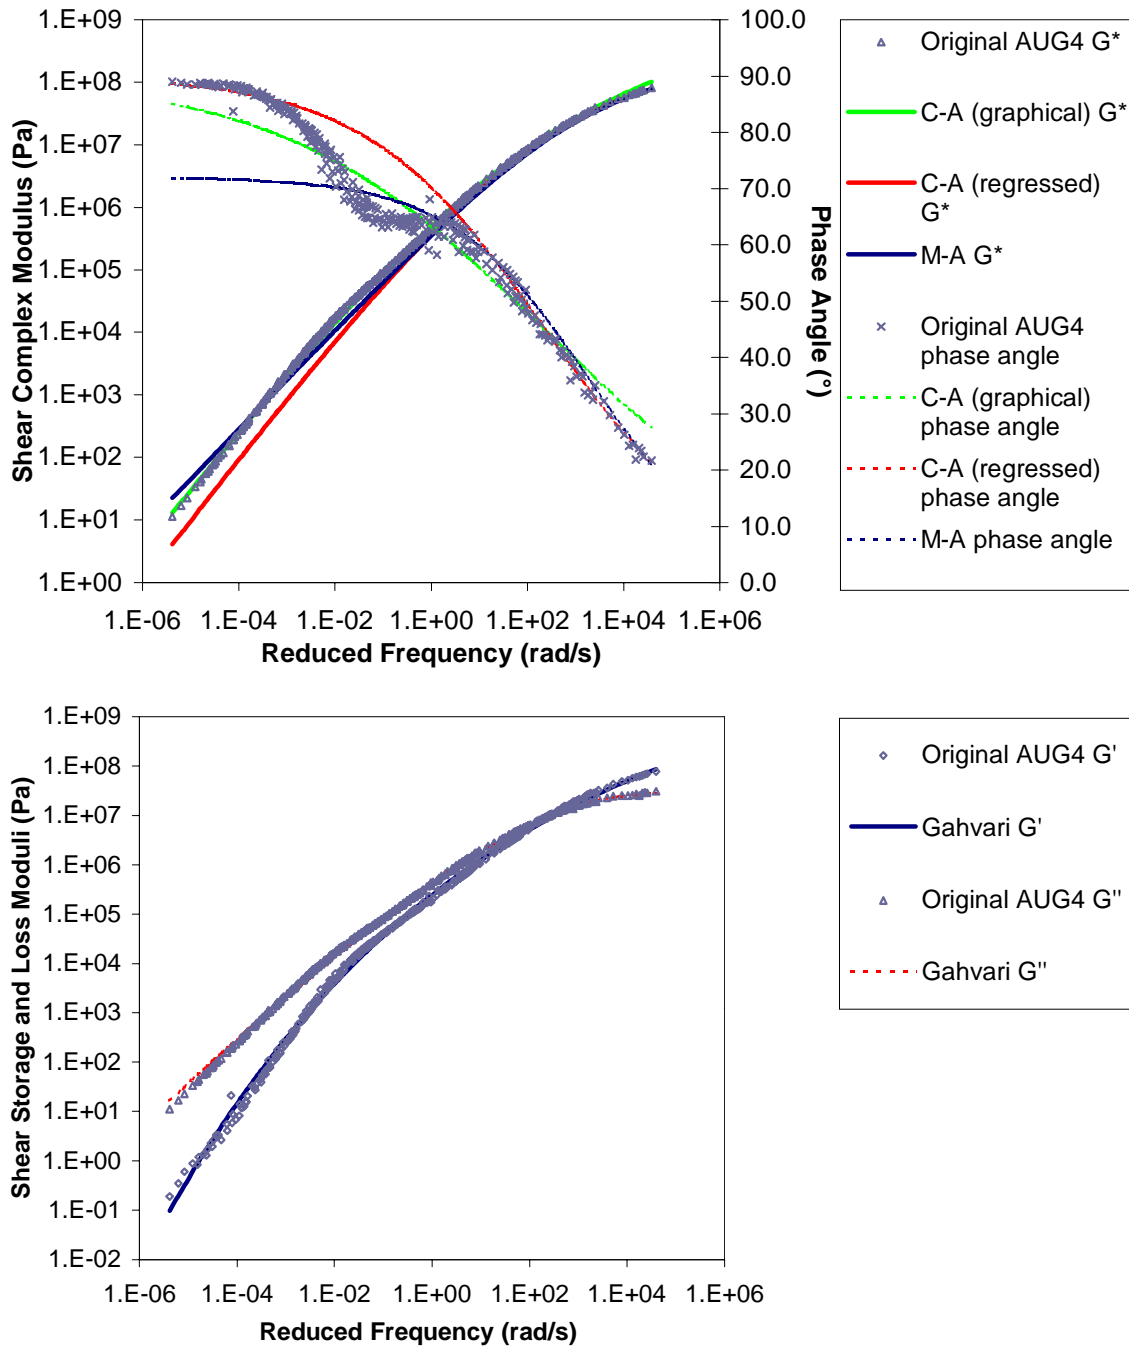 1.E+09
1.E+08
1.E+07
1.E+06
1.E+05
1.E+04
1.E+03
1.E+02
1.E+01
1.E+00
Shear Complex Modulus (Pa)
100.0
90.0
80.0
70.0
60.0
50.0
40.0
30.0
20.0
10.0
0.0
Phase Angle (°)
1.E-06 1.E-04 1.E-02 1.E+00 1.E+02 1.E+04 1.E+06
Reduced Frequency (rad/s)
Original AUG4 G*
C-A (graphical) G*
C-A (regressed)
G*
M-A G*
Original AUG4
phase angle
C-A (graphical)
phase angle
C-A (regressed)
phase angle
M-A phase angle
1.E+09
1.E+08
1.E+07
1.E+06
1.E+05
1.E+04
1.E+03
1.E+02
1.E+01
1.E+00
1.E-01
1.E-02
Shear Storage and Loss Moduli (Pa)
1.E-06 1.E-04 1.E-02 1.E+00 1.E+02 1.E+04 1.E+06
Reduced Frequency (rad/s)
Original AUG4 G'
Gahvari G'
Original AUG4 G"
Gahvari G"